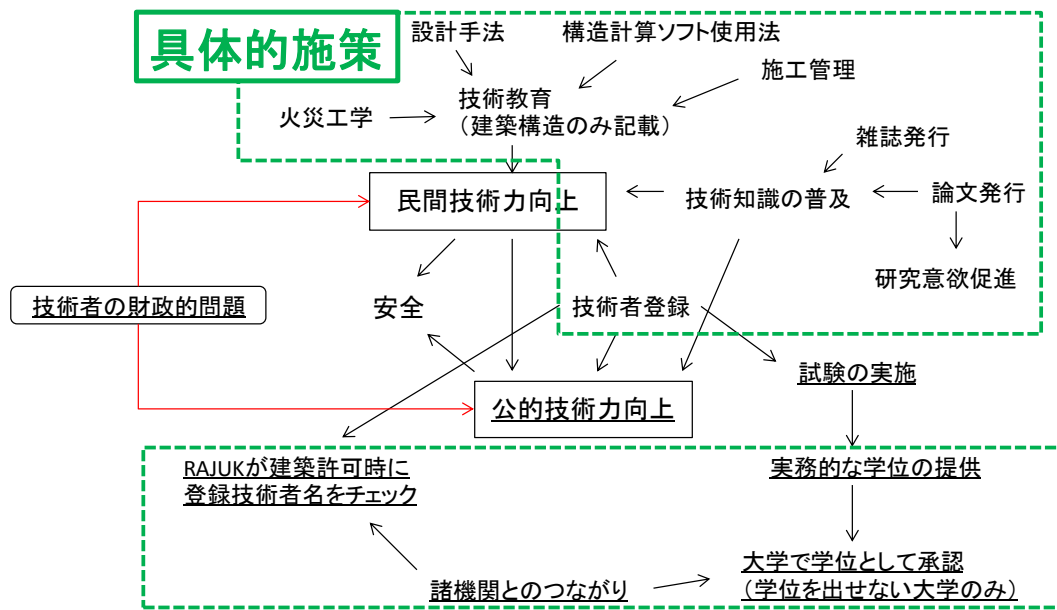 具体的施策
設計手法
構造計算ソフト使用法
施工管理
技術教育
（建築構造のみ記載）
火災工学
雑誌発行
民間技術力向上
技術知識の普及
論文発行
研究意欲促進
技術者の財政的問題
安全
技術者登録
試験の実施
公的技術力向上
RAJUKが建築許可時に
登録技術者名をチェック
実務的な学位の提供
諸機関とのつながり
大学で学位として承認
（学位を出せない大学のみ）